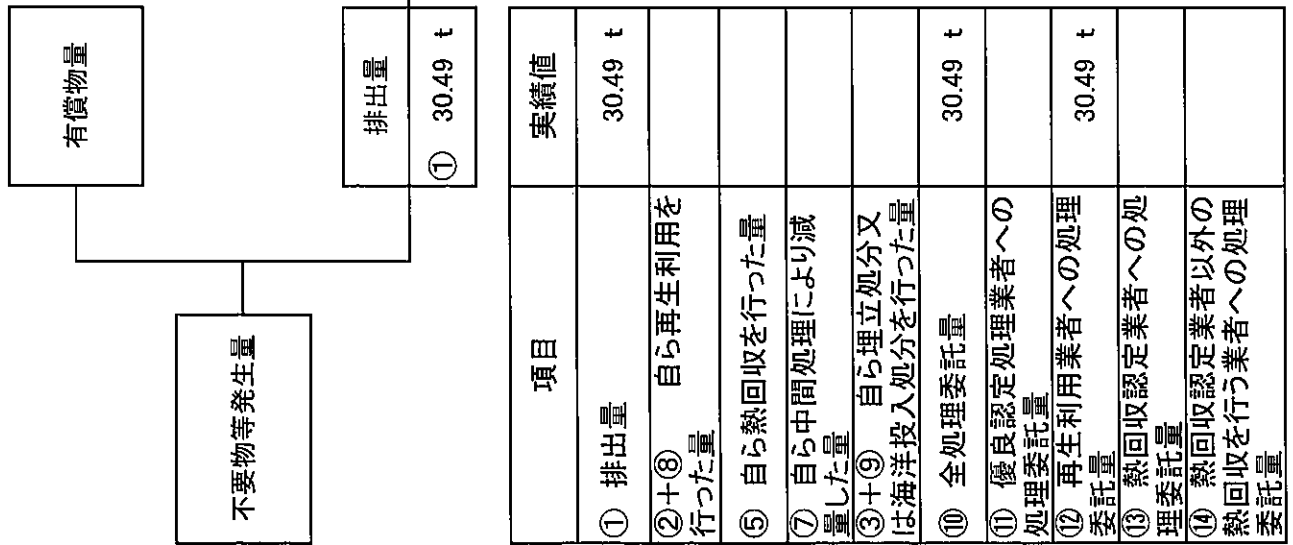 有償物量
不要物等発生量
排出量
① 30.49 t
項目 実績値
① 排出量 30.49 t
②+⑧ 自ら再生利用を
行った量
⑤ 自ら熱回収を行った量
⑦ 自ら中間処理により減
量した量
③+⑨ 自ら埋立処分又
は海洋投入処分を行った量
⑩ 全処理委託量 30.49 t
⑪ 優良認定処理業者への
処理委託量
⑫ 再生利用業者への処理
委託量 30.49 t
⑬ 熱回収認定業者への処
理委託量
⑭ 熱回収認定業者以外の
熱回収を行う業者への処理
委託量